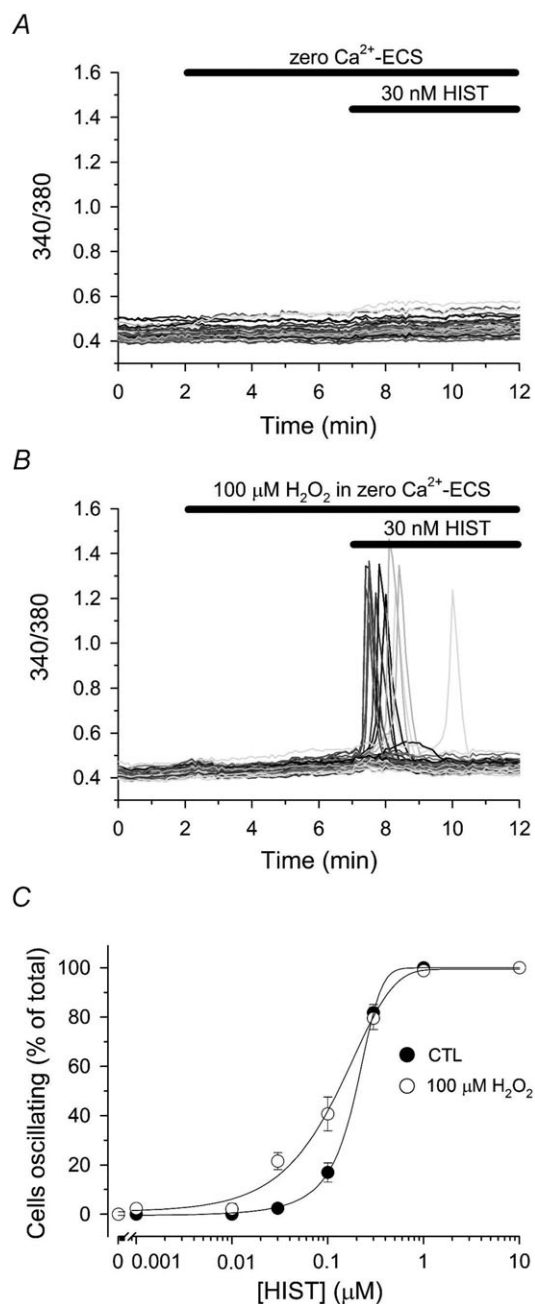 A
zero Ca²⁺-ECS
30 nM HIST
1.6
1.4
1.2
1.0
0.8
0.6
0.4
340/380
0 2 4 6 8 10 12
Time (min)
B
100 μM H₂O₂ in zero Ca²⁺-ECS
30 nM HIST
1.6
1.4
1.2
1.0
0.8
0.6
0.4
340/380
0 2 4 6 8 10 12
Time (min)
C
100
80
60
40
20
0
Cells oscillating (% of total)
CTL
100 μM H₂O₂
0 0.001 0.01 0.1 1 10
[HIST] (μM)